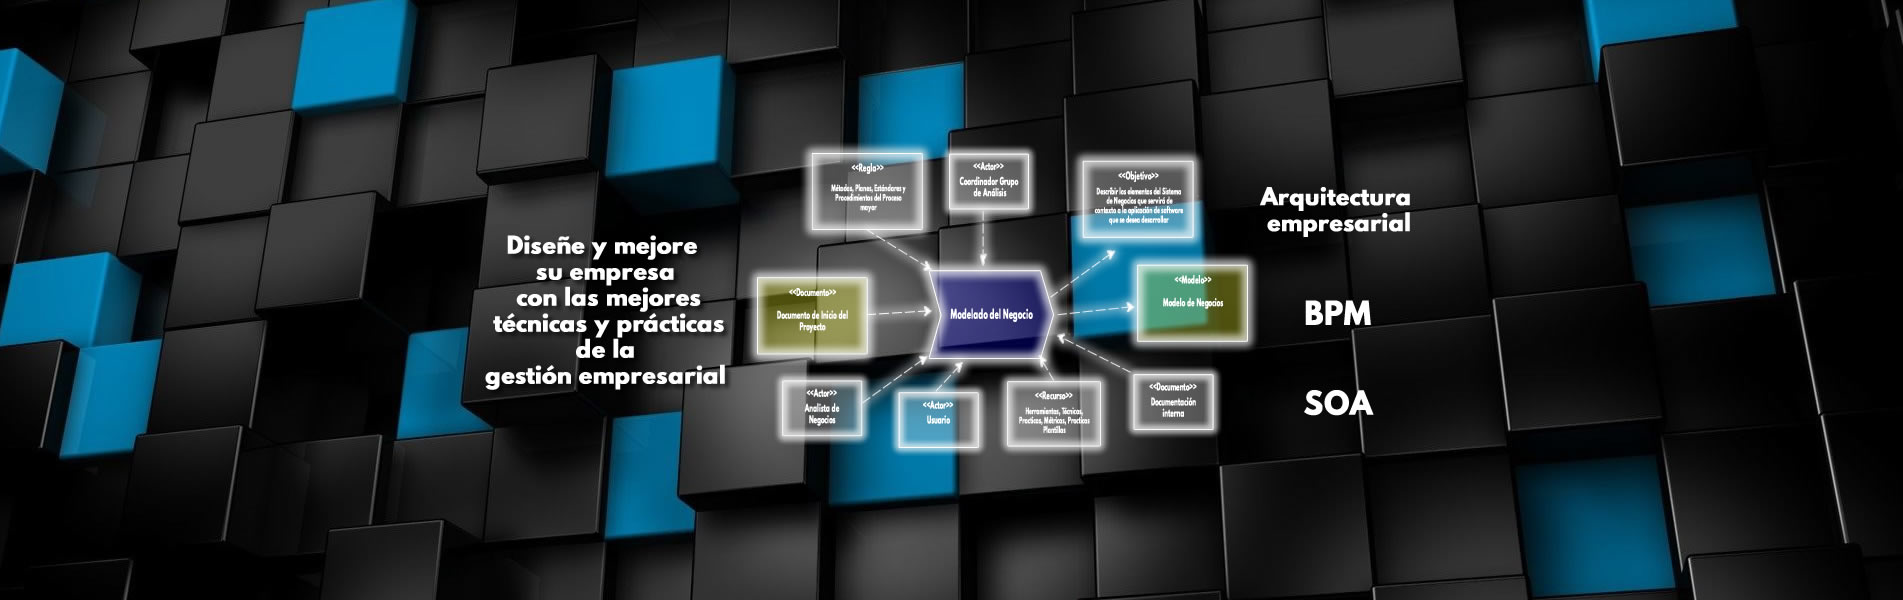 Diseñe y mejore
su empresa
con las mejores
técnicas y prácticas
de la
gestión empresarial
<<Regla>>
Métodos, Planes, Estándares y
Procedimientos del Proceso
mayor
<<Actor>>
Coordinador Grupo
de Análisis
<<Objetivo>>
Describir los elementos del Sistema
de Negocios que servirá de
contexto a la aplicación de software
que se desea desarrollar
<<Documento>>
Documento de Inicio del
Proyecto
Modelado del Negocio
<<Modelo>>
Modelo de Negocios
<<Actor>>
Analista de
Negocios
<<Actor>>
Usuario
<<Recurso>>
Herramientas, Técnicas,
Practicas, Métricas, Practicas
Plantillas
<<Documento>>
Documentación
interna
Arquitectura
empresarial
BPM
SOA